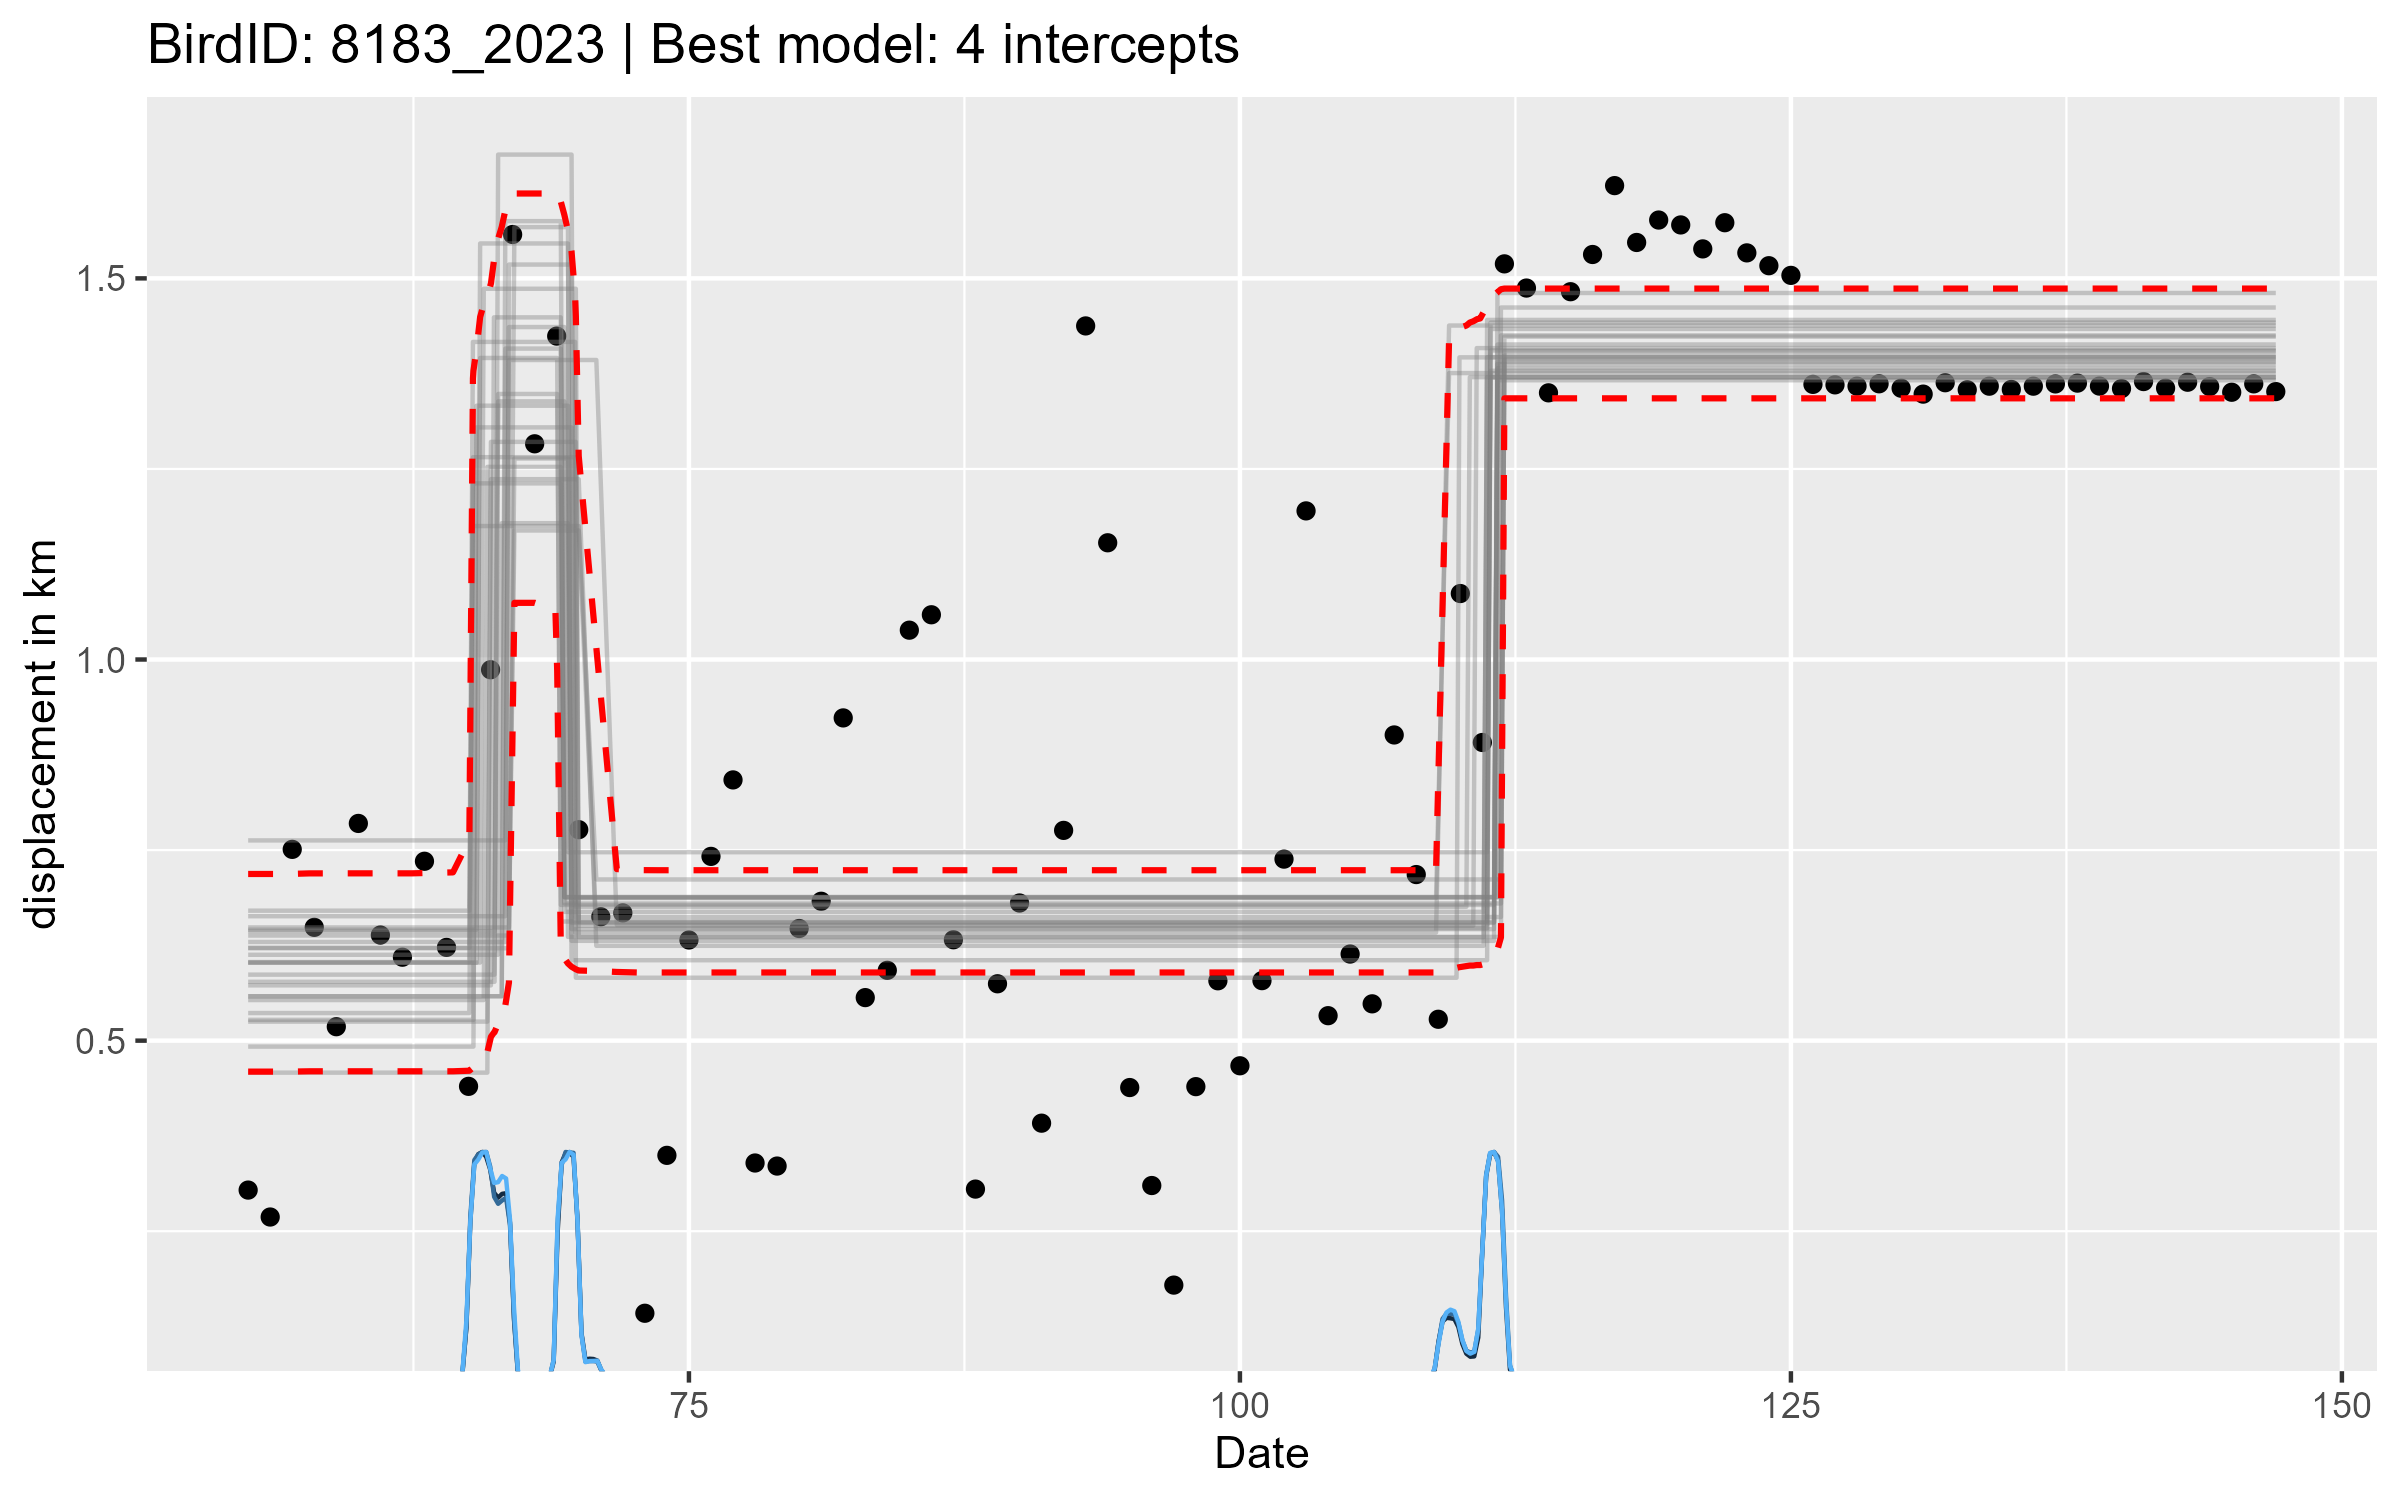 BirdID: 8183_2023 | Best model: 4 intercepts
displacement in km
1.5
1.0
0.5
75 100 125 150
Date